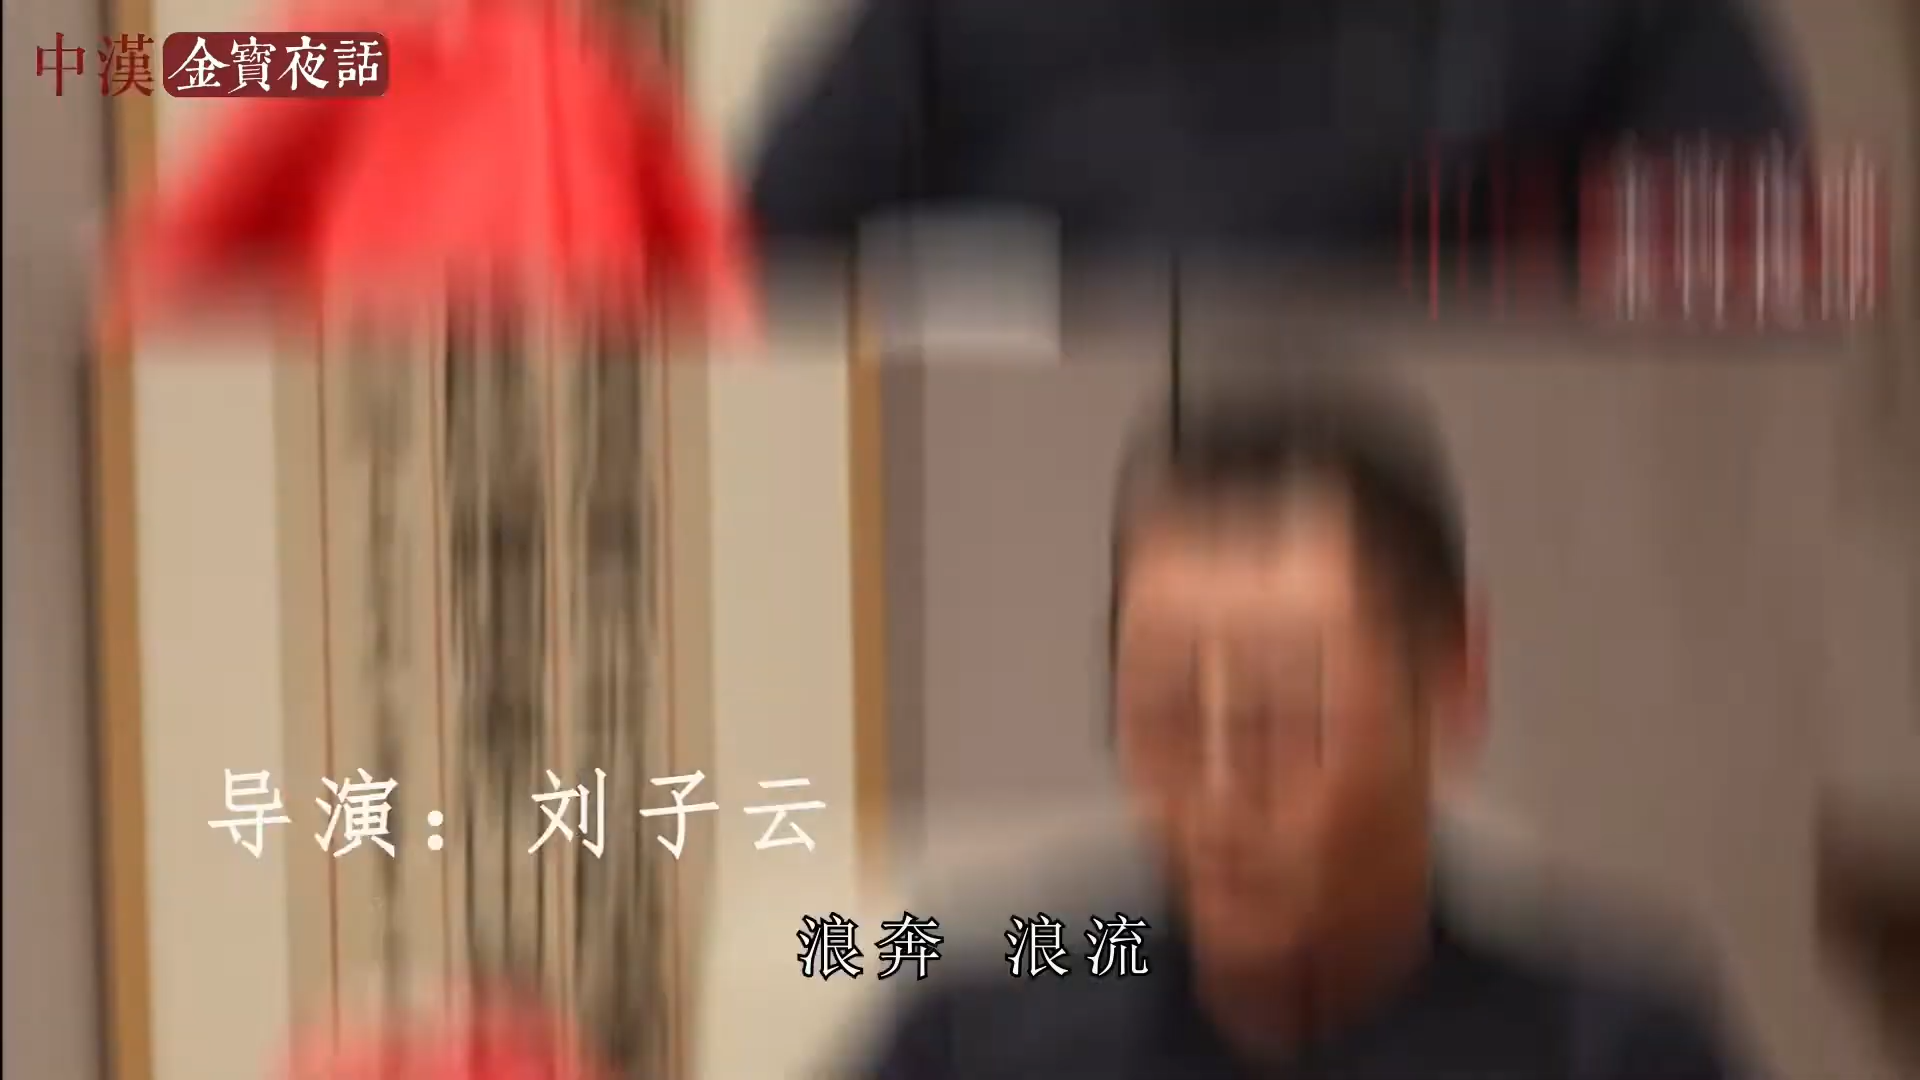 中漢 金寶夜話
导演：刘子云
浪奔 浪流